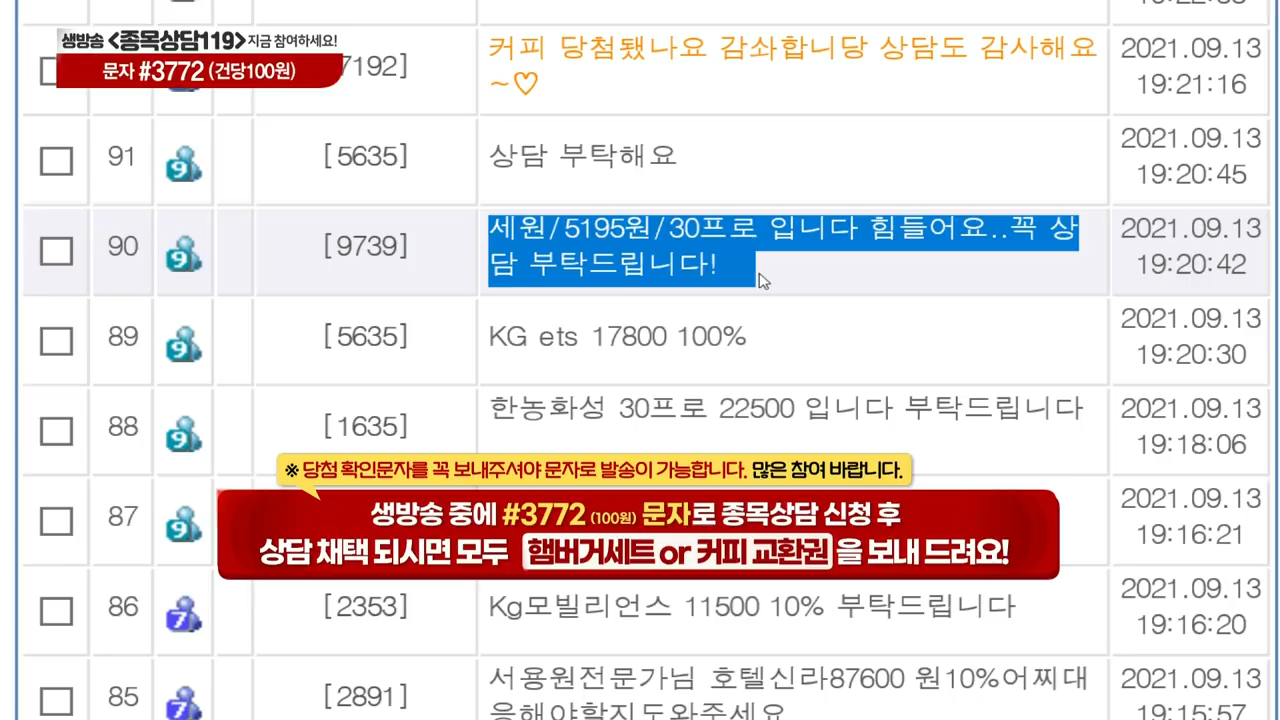 생방송 <종목상담119> 지금 참여하세요!
문자 #3772 (건당100원)
7192]
커피 당첨됐나요 감솨합니당 상담도 감사해요
~♡
2021.09.13
19:21:16
91
[5635]
상담 부탁해요
2021.09.13
19:20:45
90
[9739]
세원/5195원/30프로 입니다 힘들어요..꼭 상
담 부탁드립니다!
2021.09.13
19:20:42
89
[5635]
KG ets 17800 100%
2021.09.13
19:20:30
88
[1635]
한농화성 30프로 22500 입니다 부탁드립니다
2021.09.13
19:18:06
※ 당첨 확인문자를 꼭 보내주셔야 문자로 발송이 가능합니다. 많은 참여 바랍니다.
87
생방송 중에 #3772 (100원) 문자로 종목상담 신청 후
상담 채택 되시면 모두 햄버거세트 or 커피 교환권 을 보내 드려요!
2021.09.13
19:16:21
86
[2353]
Kg모빌리언스 11500 10% 부탁드립니다
2021.09.13
19:16:20
85
[2891]
서용원전문가님 호텔신라87600 원10%어찌대
응해야할지도와주세요
2021.09.13
19:15:57